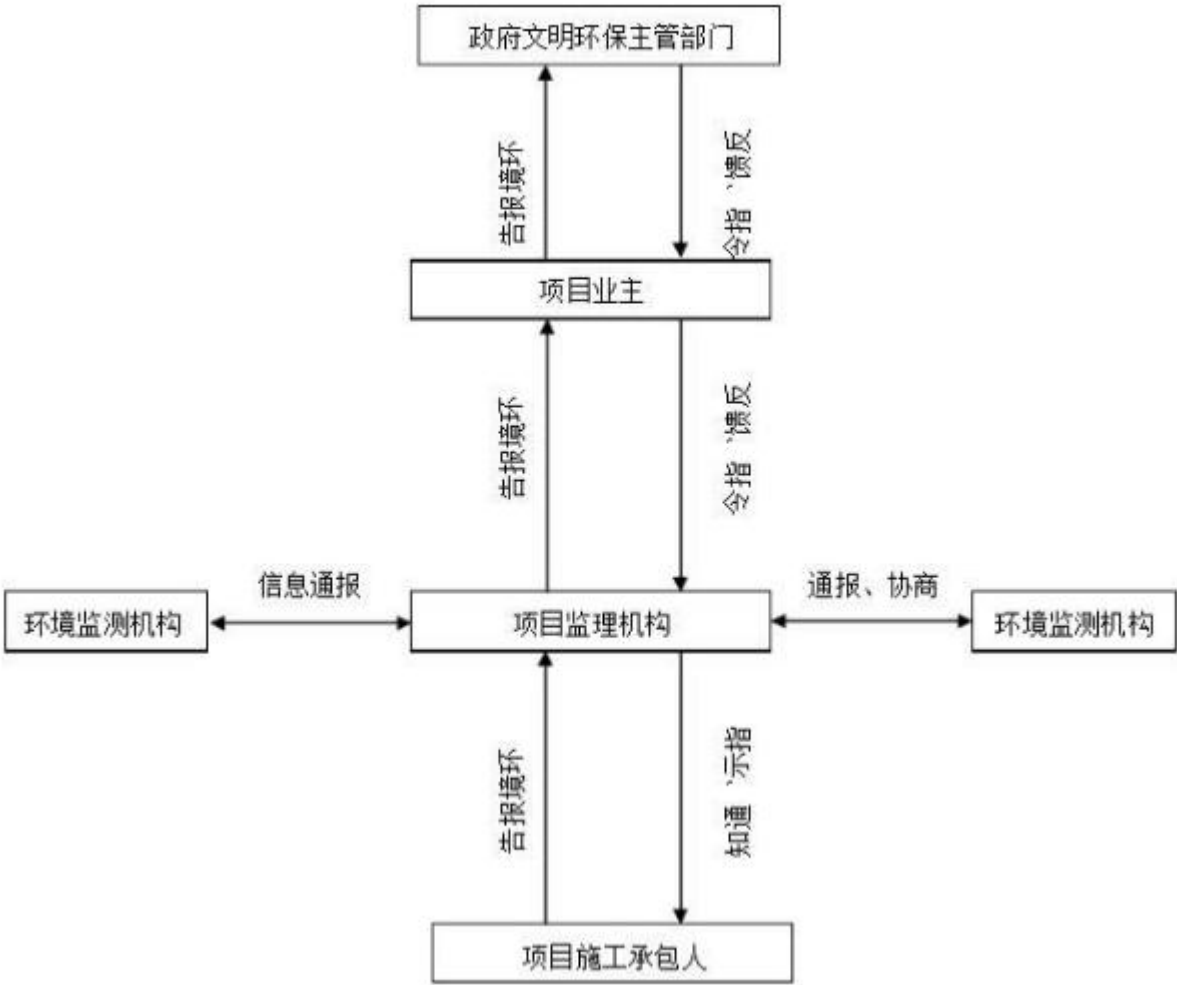 政府文明环保主管部门
环境报告
反馈、指令
项目业主
环境报告
反馈、指令
信息通报
通报、协商
环境监测机构
项目监理机构
环境监测机构
环境报告
指示、通知
项目施工承包人